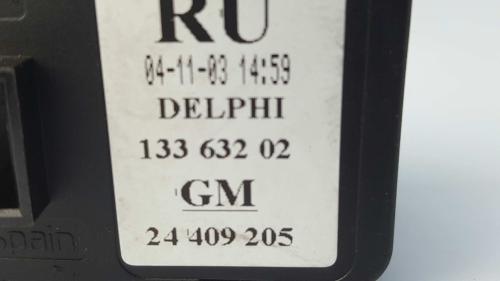 RU
04-11-03 14:59
DELPHI
133 632 02
GM
24 409 205
Spain